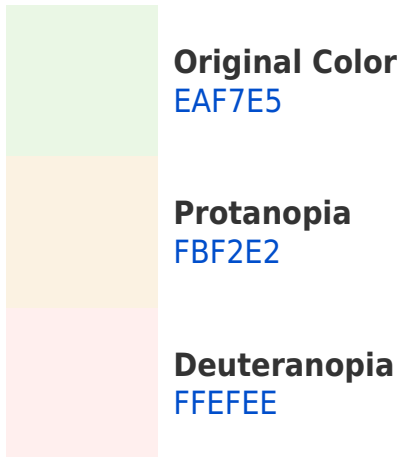 Original Color
EAF7E5
Protanopia
FBF2E2
Deuteranopia
FFEFEE